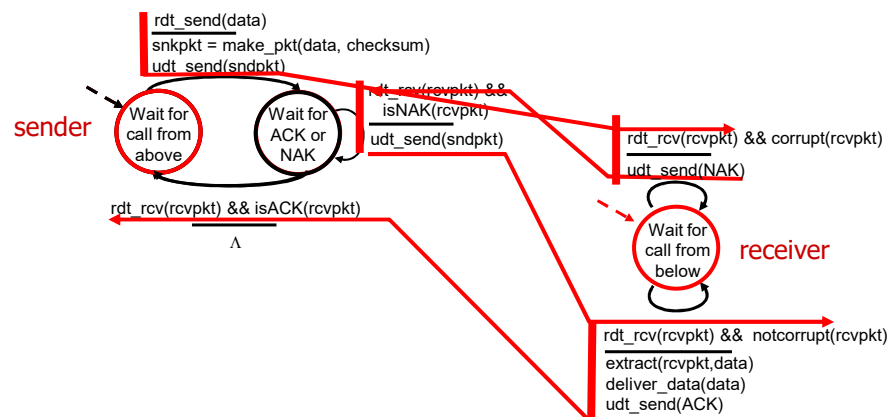 rdt_send(data)
snkpkt = make_pkt(data, checksum)
udt_send(sndpkt)
rdt_rcv(rcvpkt) &&
isNAK(rcvpkt)
udt_send(sndpkt)
sender
Wait for
call from
above
Wait for
ACK or
NAK
rdt_rcv(rcvpkt) && isACK(rcvpkt)
Λ
rdt_rcv(rcvpkt) && corrupt(rcvpkt)
udt_send(NAK)
Wait for
call from
below
receiver
rdt_rcv(rcvpkt) && notcorrupt(rcvpkt)
extract(rcvpkt,data)
deliver_data(data)
udt_send(ACK)